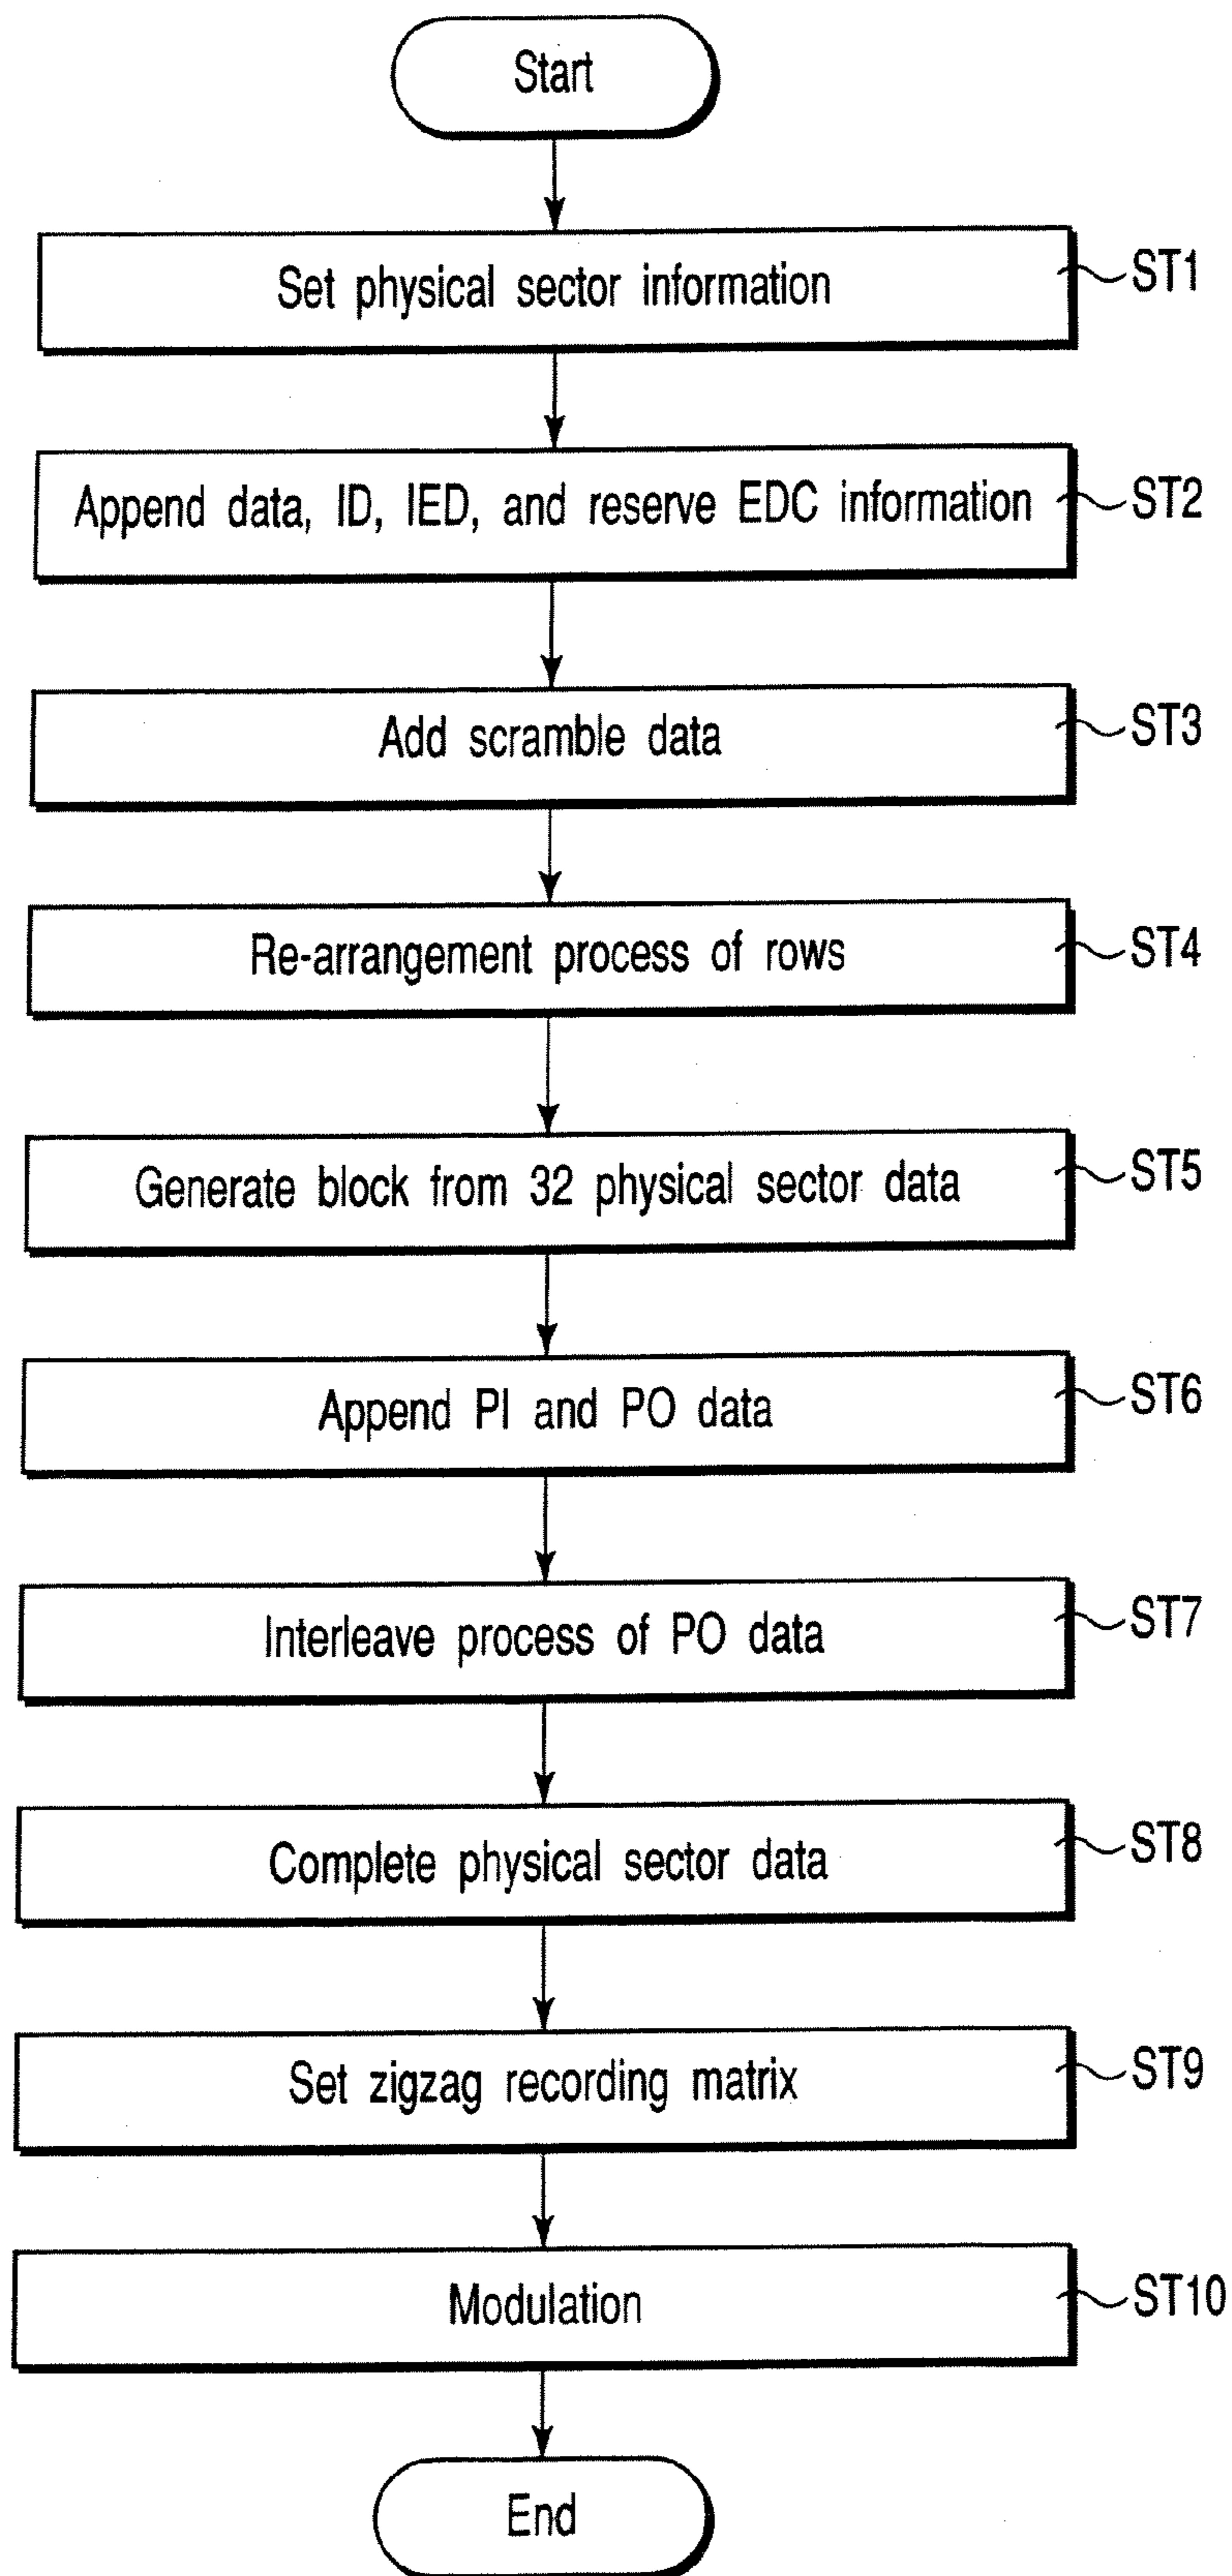 Start
Set physical sector information
ST1
Append data, ID, IED, and reserve EDC information
ST2
Add scramble data
ST3
Re-arrangement process of rows
ST4
Generate block from 32 physical sector data
ST5
Append PI and PO data
ST6
Interleave process of PO data
ST7
Complete physical sector data
ST8
Set zigzag recording matrix
ST9
Modulation
ST10
End